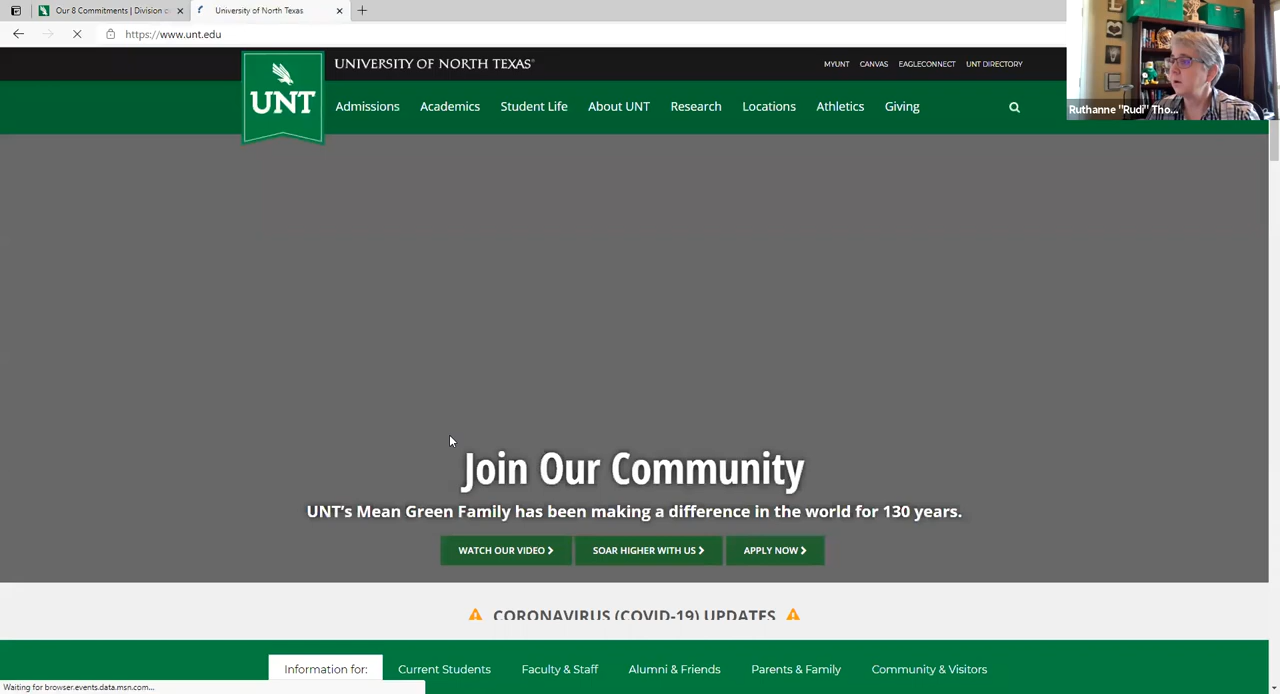 Our 8 Commitments | Division
University of North Texas
https://www.unt.edu
UNIVERSITY OF NORTH TEXAS®
MYUNT CANVAS EAGLECONNECT UNT DIRECTORY
UNT
Admissions Academics Student Life About UNT Research Locations Athletics Giving
Ruthanne "Rudi" Tho...
Join Our Community
UNT's Mean Green Family has been making a difference in the world for 130 years.
WATCH OUR VIDEO SOAR HIGHER WITH US APPLY NOW
CORONAVIRUS (COVID-19) UPDATES
Information for: Current Students Faculty & Staff Alumni & Friends Parents & Family Community & Visitors
Waiting for browser.events.data.msn.com...